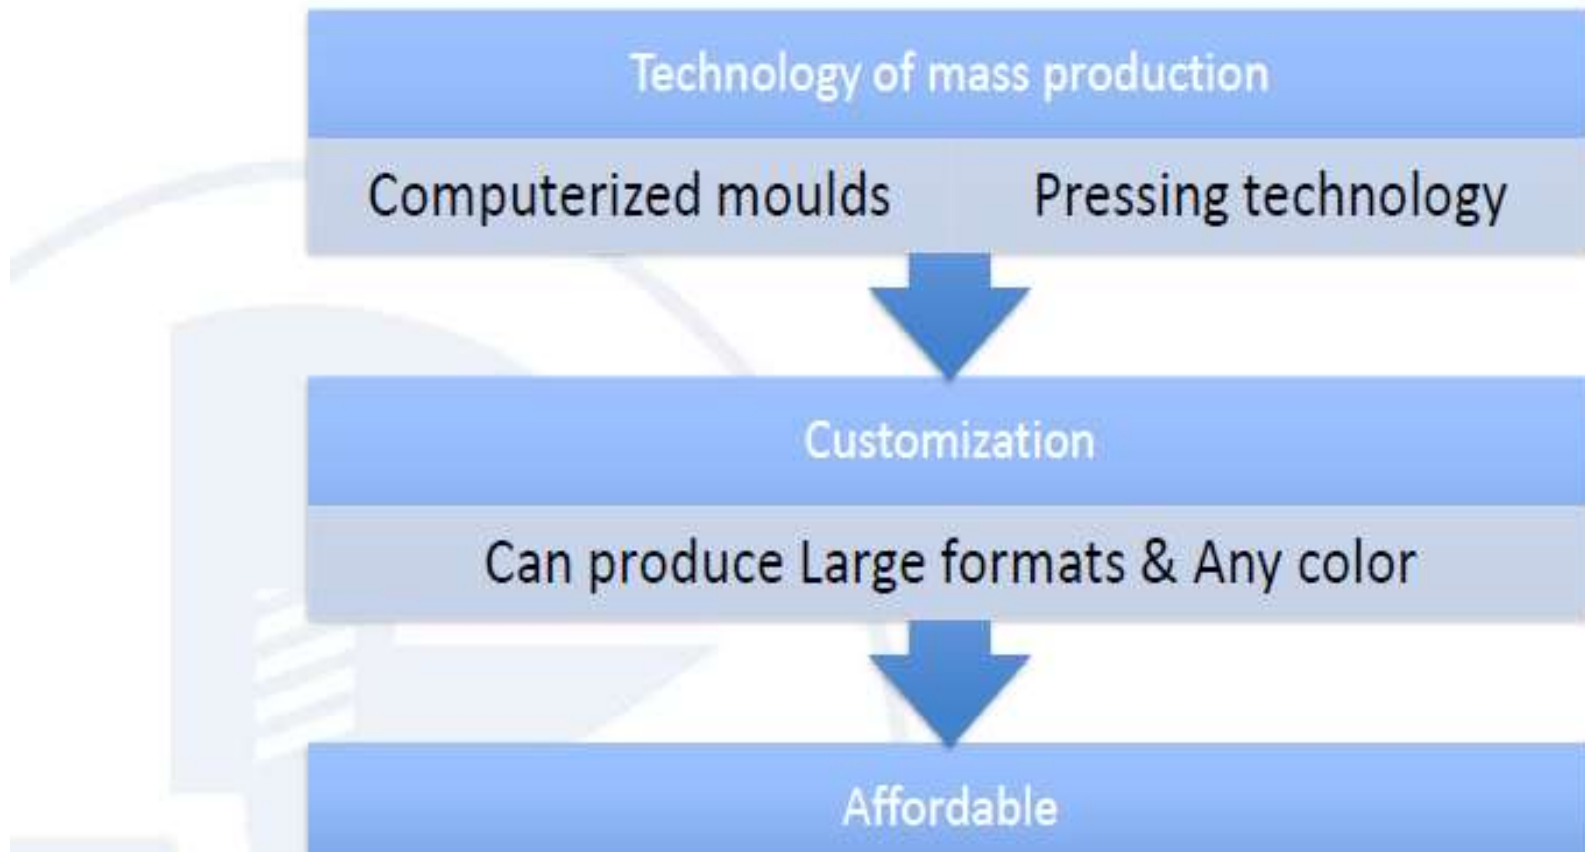 Technology of mass production
Computerized moulds Pressing technology
Customization
Can produce Large formats & Any color
Affordable